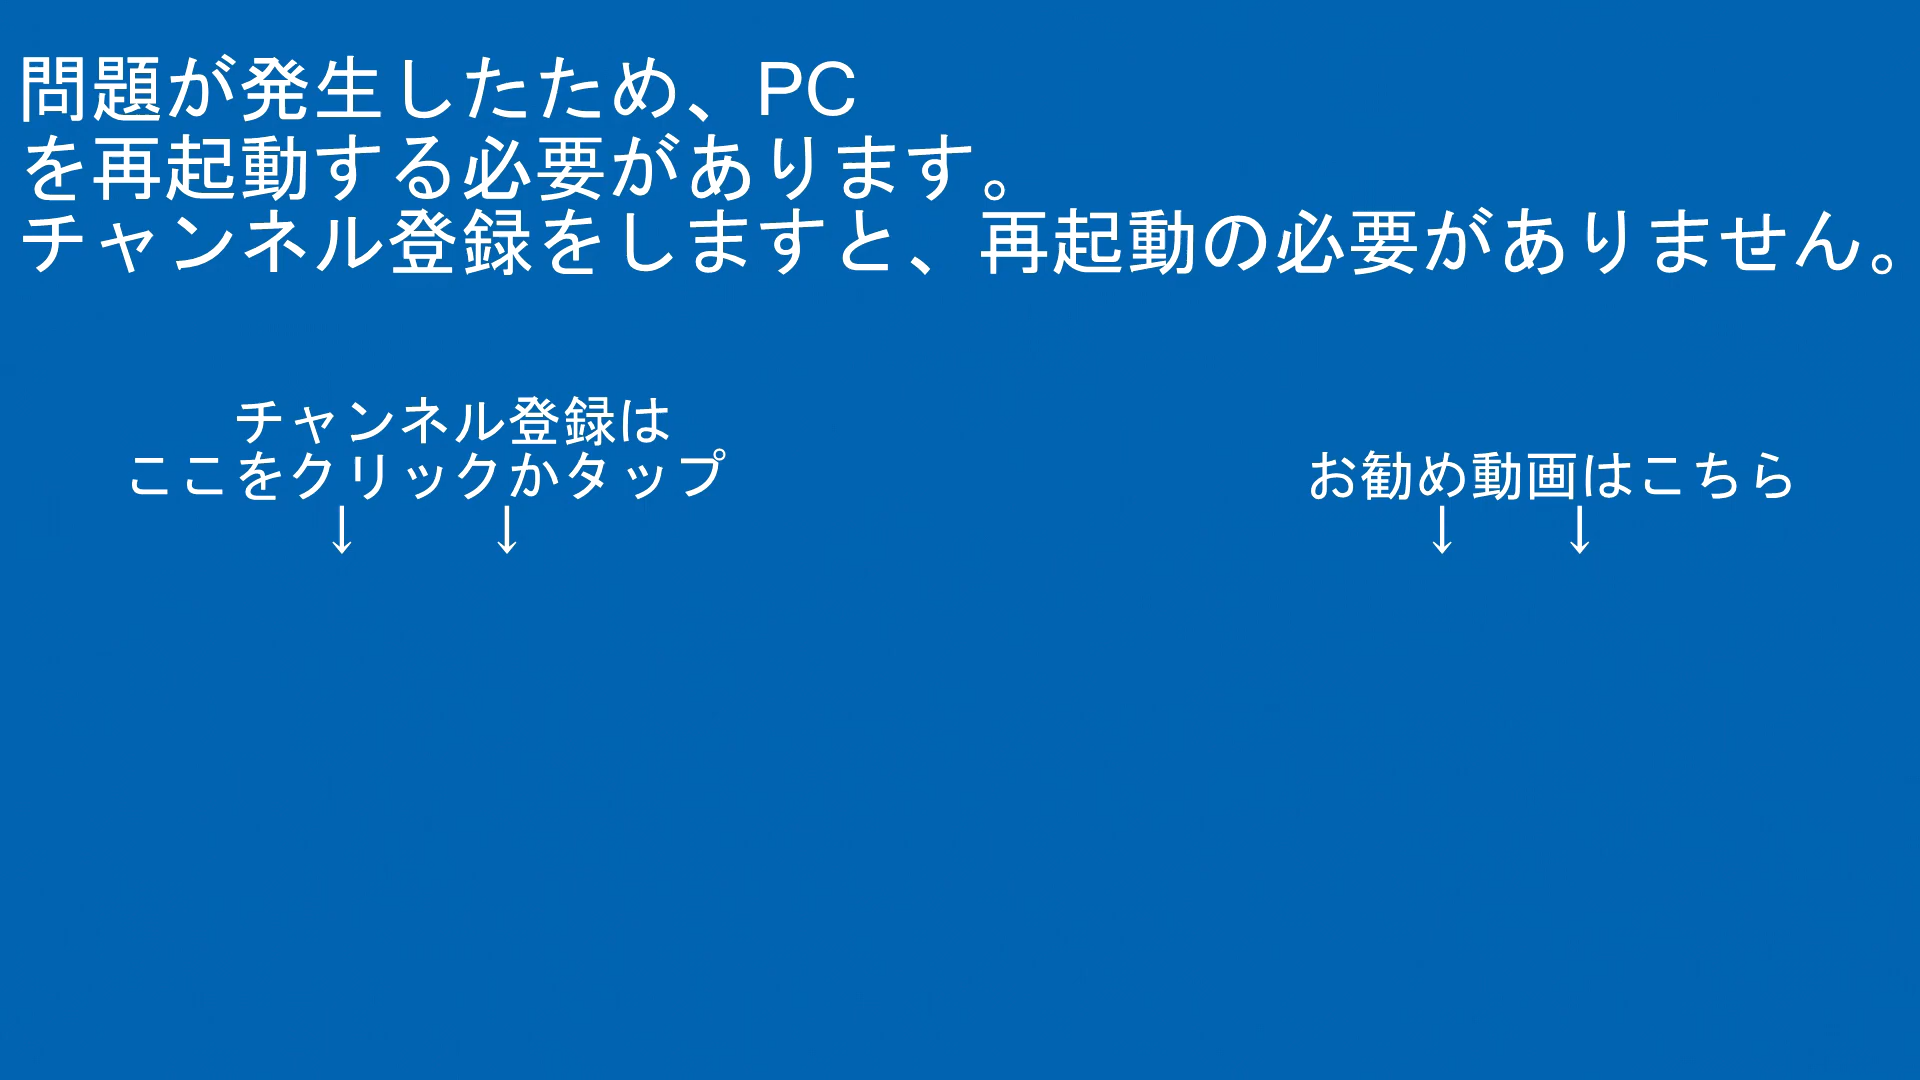 問題が発生したため、PC
を再起動する必要があります。
チャンネル登録をしますと、再起動の必要がありません。
チャンネル登録は
ここをクリックかタップ
↓ ↓
お勧め動画はこちら
↓ ↓